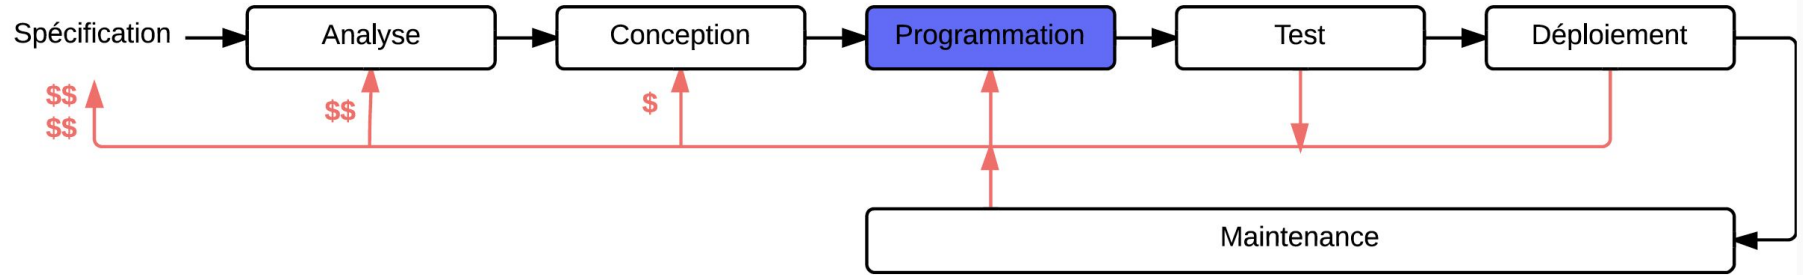 Spécification
Analyse
Conception
Programmation
Test
Déploiement
$$
$$
$$
$
Maintenance